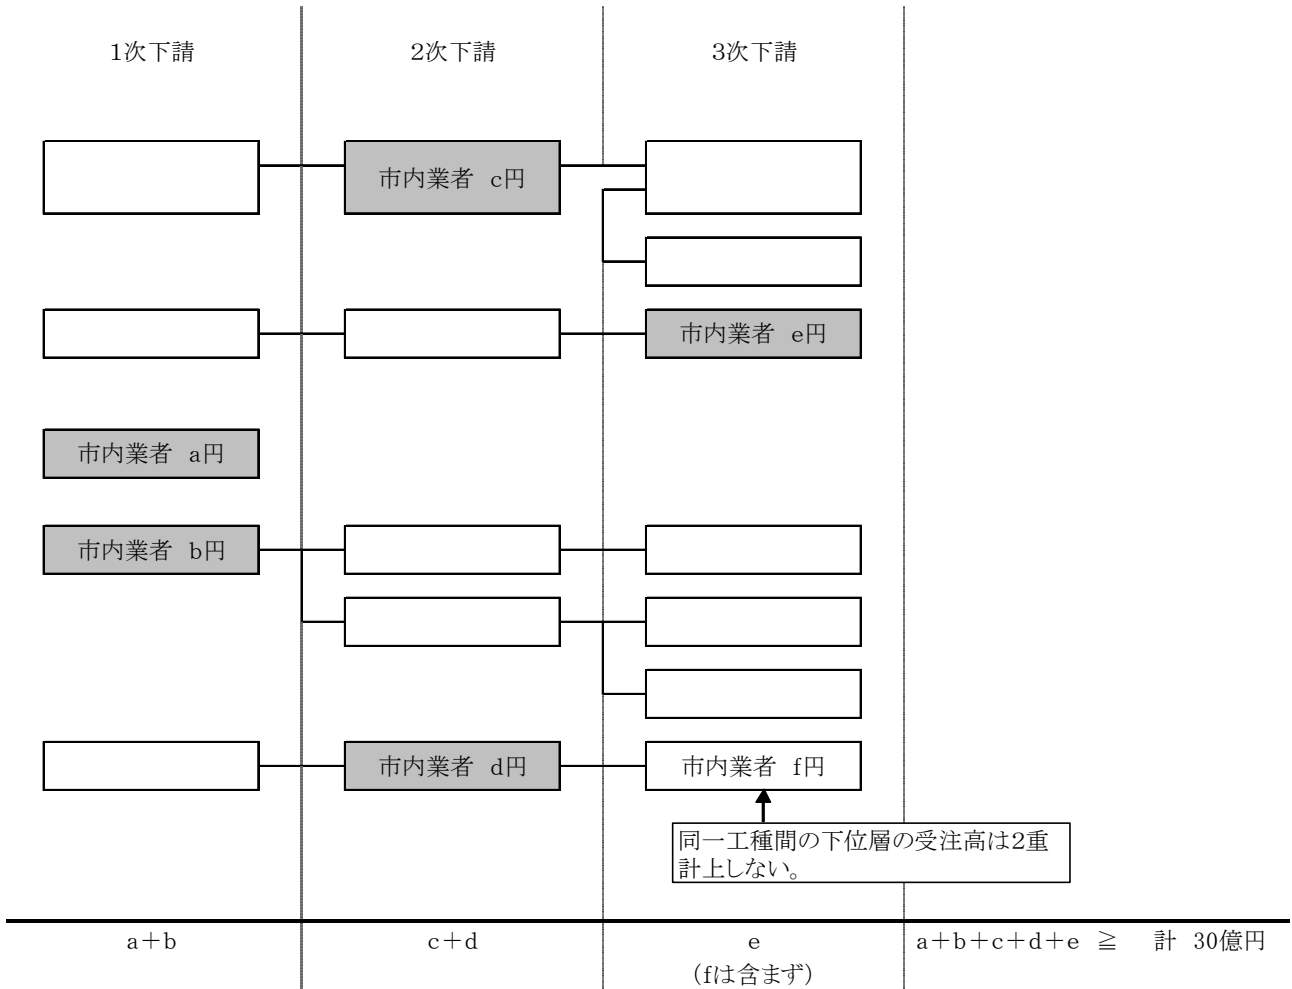 1次下請
2次下請
3次下請
市内業者 c円
市内業者 e円
市内業者 a円
市内業者 b円
市内業者 d円
市内業者 f円
同一工種間の下位層の受注高は2重
計上しない。
a+b
c+d
e
a+b+c+d+e ≧ 計 30億円
(fは含まず)